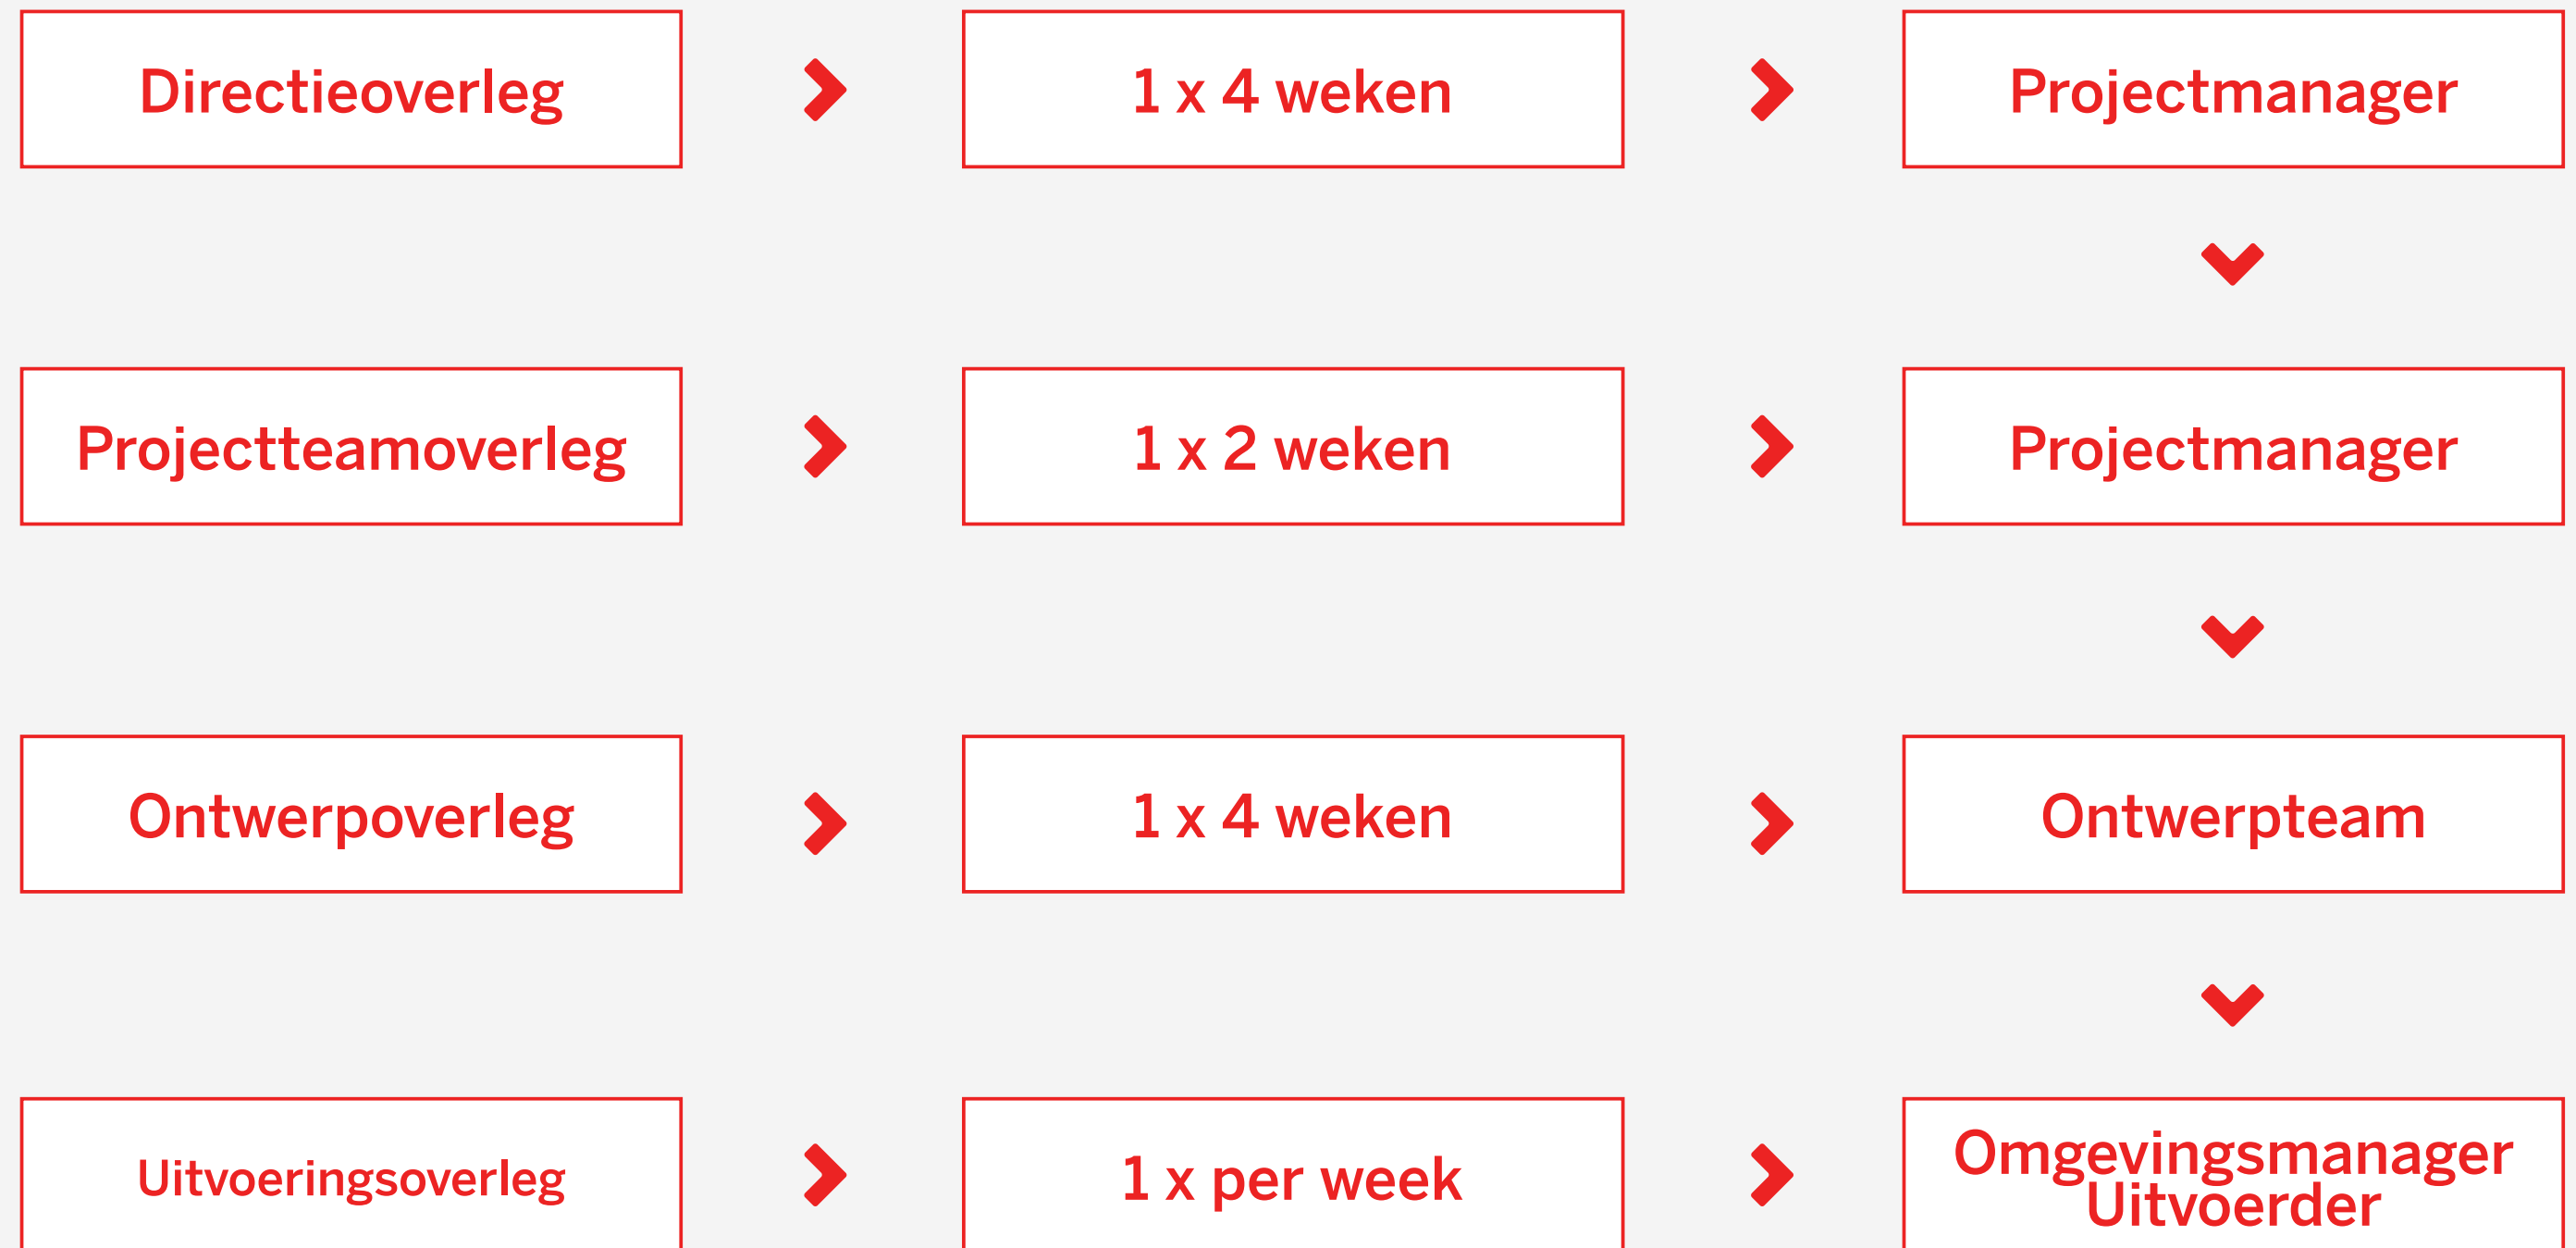 Directieoverleg
1 x 4 weken
Projectmanager
Projectteamoverleg
1 x 2 weken
Projectmanager
Ontwerpoverleg
1 x 4 weken
Ontwerpteam
Uitvoeringsoverleg
1 x per week
Omgevingsmanager
Uitvoerder